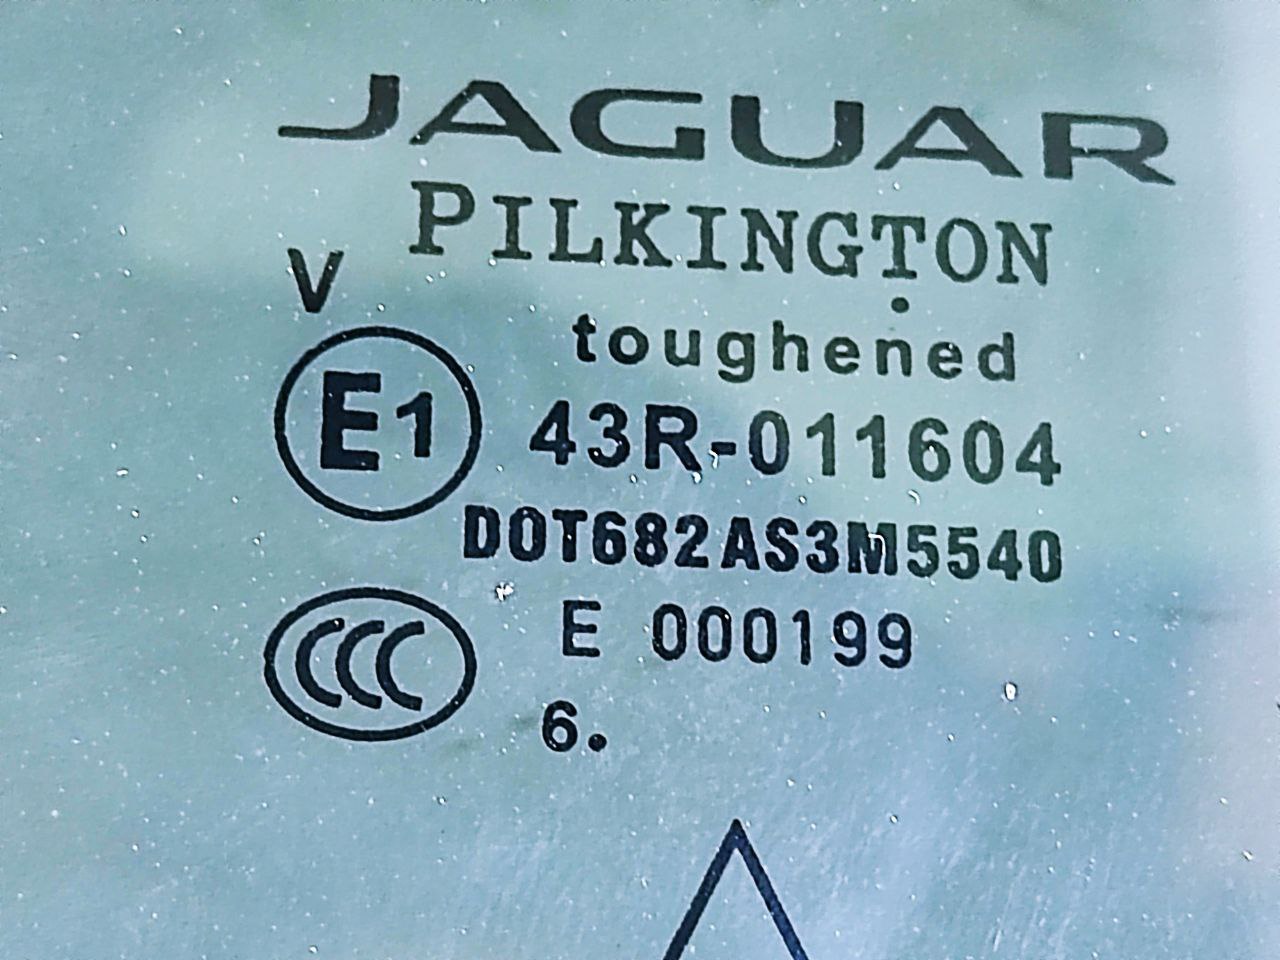 JAGUAR
PILKINGTON
V
toughened
E1 43R-011604
DOT682AS3M5540
CCC E 000199
6.